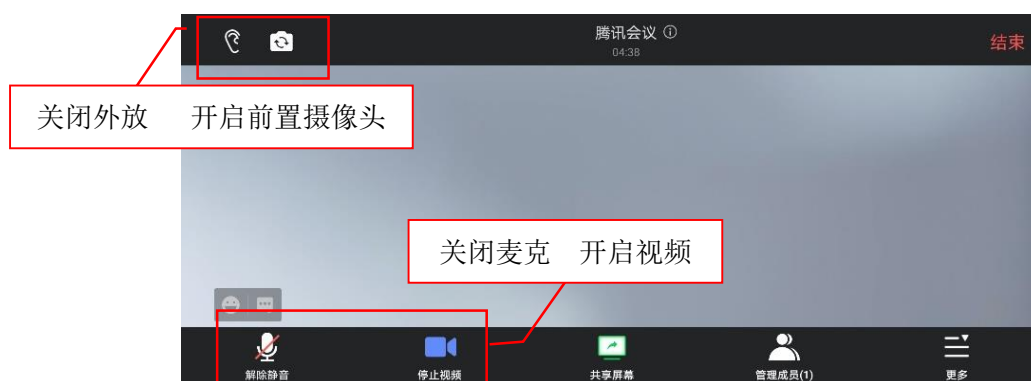 腾讯会议
04:38
结束
关闭外放 开启前置摄像头
关闭麦克 开启视频
解除静音 停止视频 共享屏幕 管理成员(1) 更多